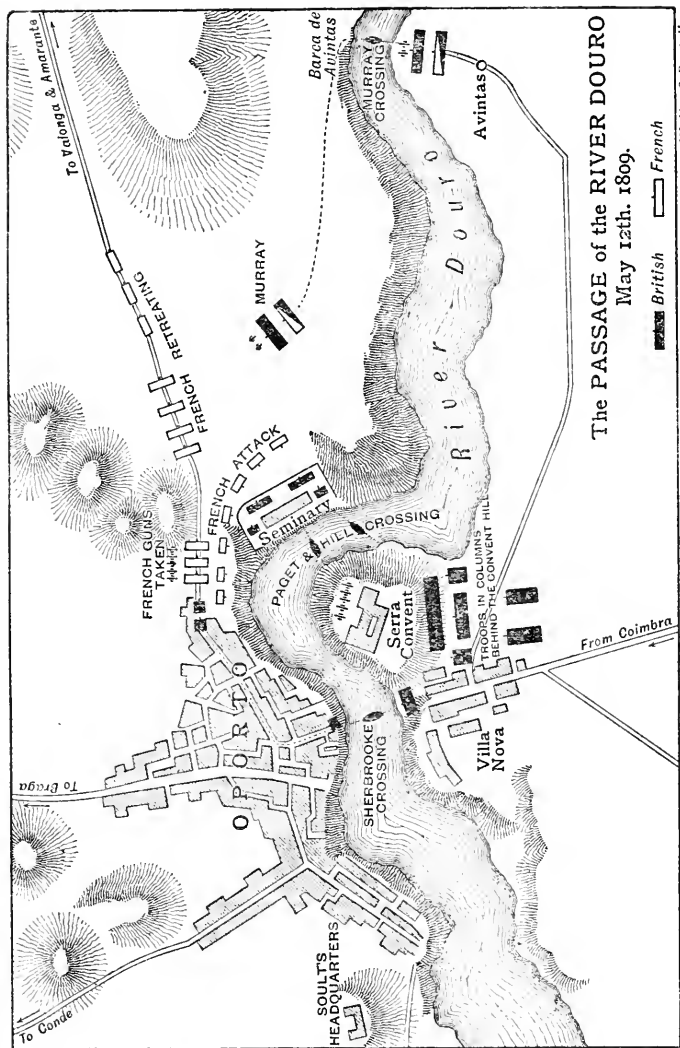 The PASSAGE of the RIVER DOURO
May 12th. 1809.
British
French
To Valonga & Amarante
Barca de
Avintas
MURRAY
CROSSING
Avintas
MURRAY
RETREATING
FRENCH
FRENCH GUNS
TAKEN
FRENCH ATTACK
Seminary
PAGET & HILL CROSSING
River Douro
Serra
Convent
TROOPS IN COLUMNS
BEHIND THE CONVENT HILL
From Coimbra
Villa
Nova
SHERBROOKE
CROSSING
OPORTO
To Braga
To Conde
SOULT'S
HEADQUARTERS